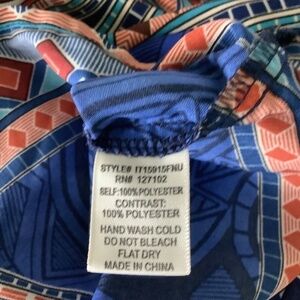 STYLE# I715915FNU
RN# 127102
SELF:100% POLYESTER
CONTRAST:
100% POLYESTER
HAND WASH COLD
DO NOT BLEACH
FLAT DRY
MADE IN CHINA